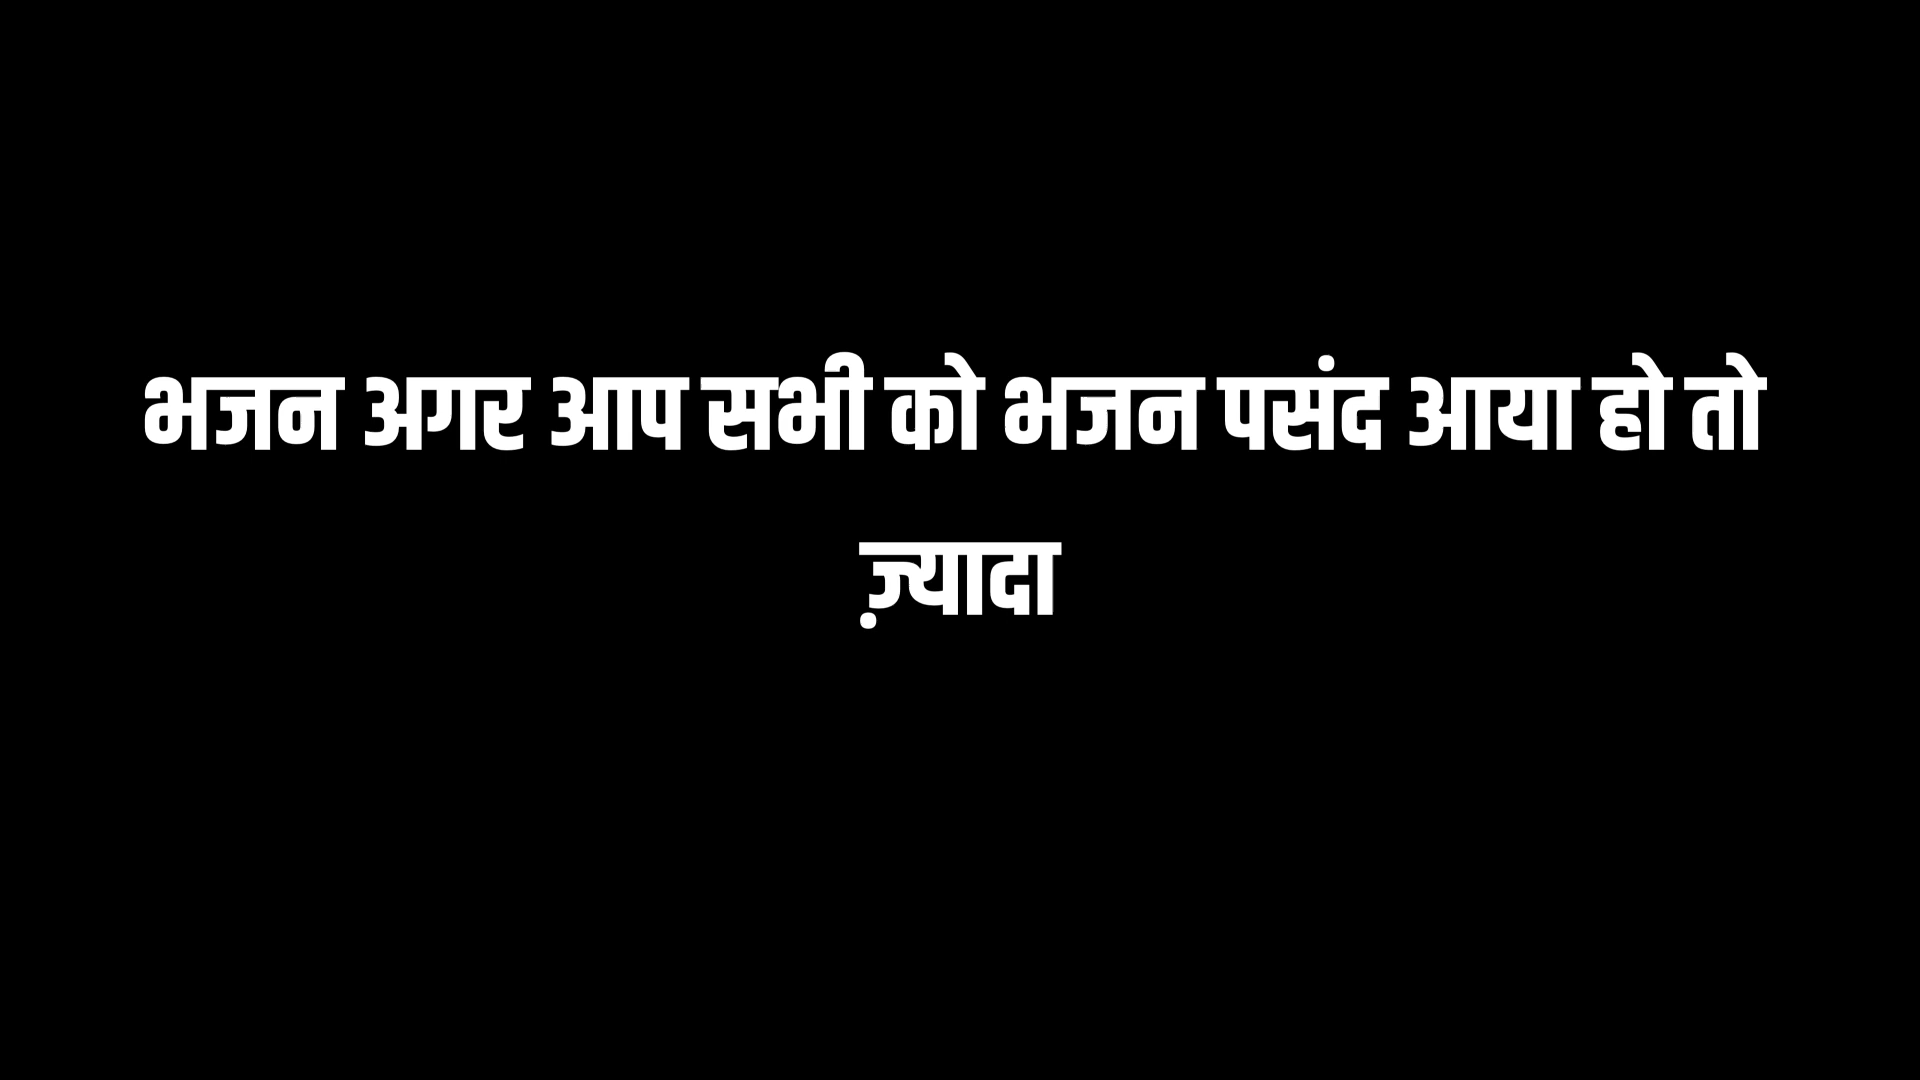 भजन अगर आप सभी को भजन पसंद आया हो तो
ज़्यादा